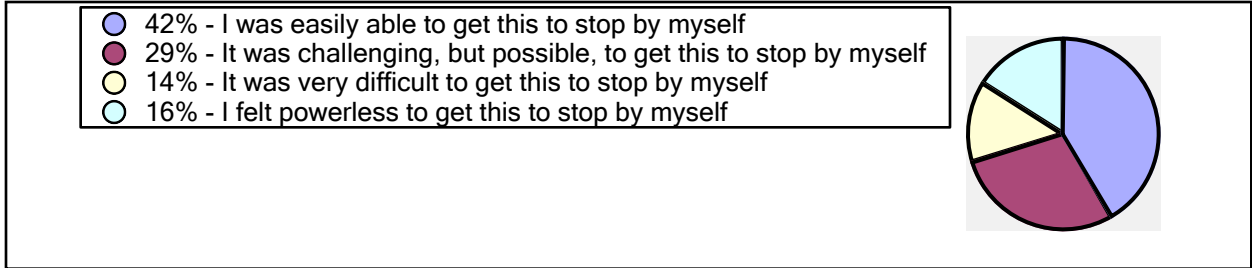 42% - I was easily able to get this to stop by myself
29% - It was challenging, but possible, to get this to stop by myself
14% - It was very difficult to get this to stop by myself
16% - I felt powerless to get this to stop by myself